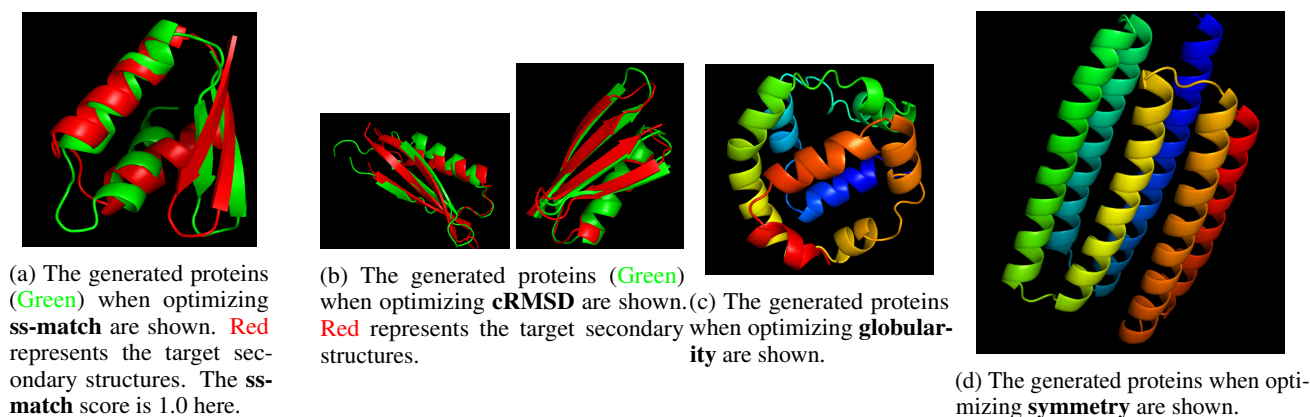 (a) The generated proteins
(Green) when optimizing
ss-match are shown. Red
represents the target sec-
ondary structures. The ss-
match score is 1.0 here.
(b) The generated proteins (Green)
when optimizing cRMSD are shown.
Red represents the target secondary
structures.
(c) The generated proteins
when optimizing globular-
ity are shown.
(d) The generated proteins when opti-
mizing symmetry are shown.